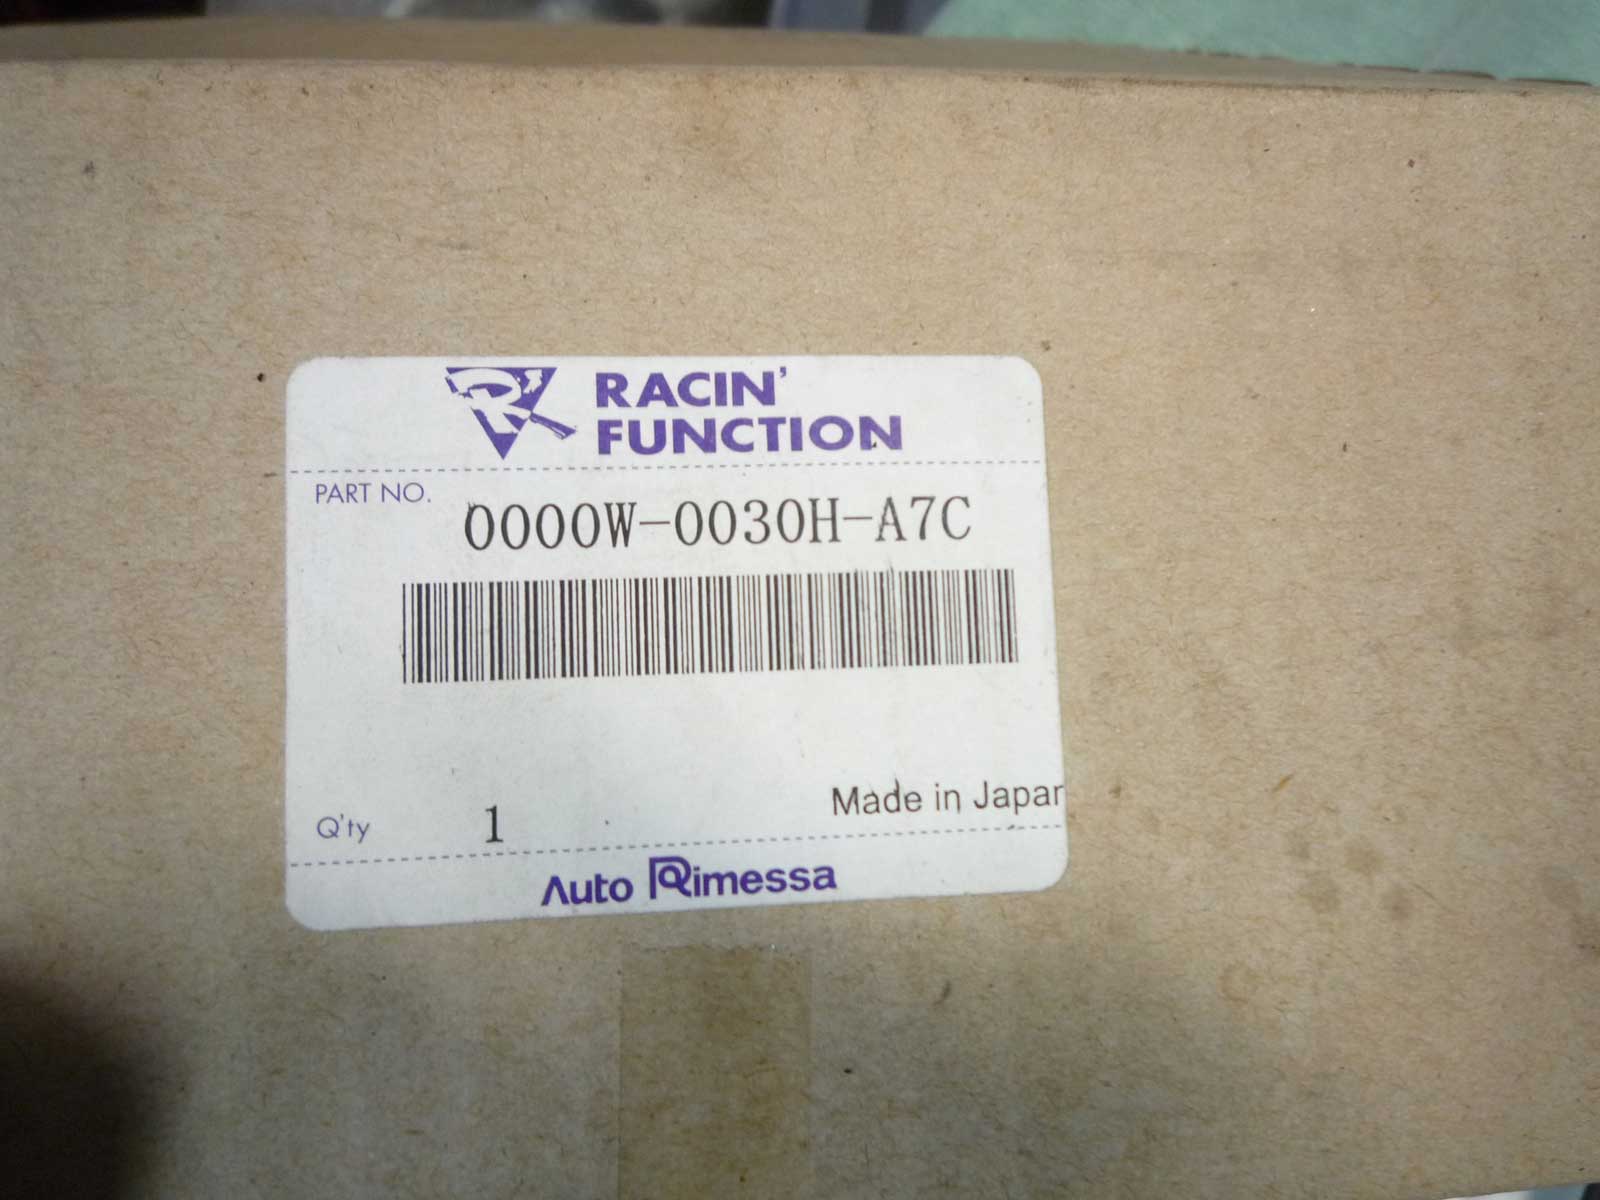 RACIN'
FUNCTION
PART NO.
0000W-0030H-A7C
Made in Japan
Q'ty 1
Auto Rimessa